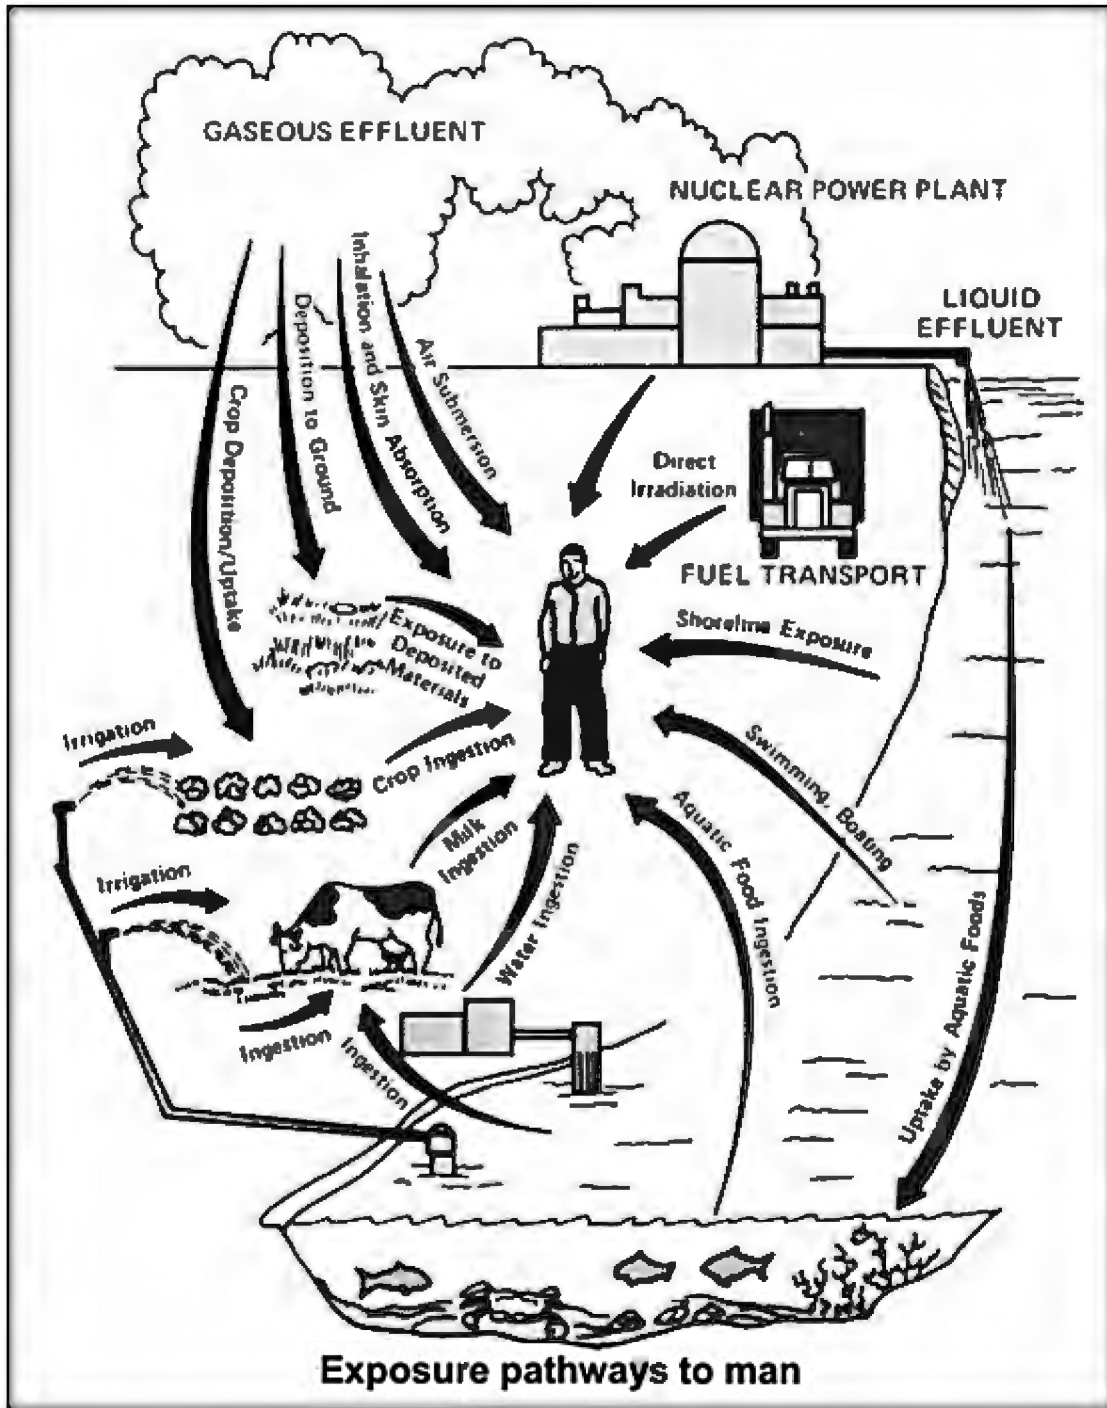 GASEOUS EFFLUENT
NUCLEAR POWER PLANT
LIQUID
EFFLUENT
Inhalation and
Skin Absorption
Deposition to
Ground
Air Submersion
Crop Deposition/Uptake
Direct
Irradiation
FUEL TRANSPORT
Exposure to
Deposited
Materials
Shoreline Exposure
Irrigation
Crop Ingestion
Swimming, Boating
Milk
Ingestion
Aquatic Food Ingestion
Irrigation
Water Ingestion
Uptake by Aquatic Foods
Ingestion
Ingestion
Exposure pathways to man